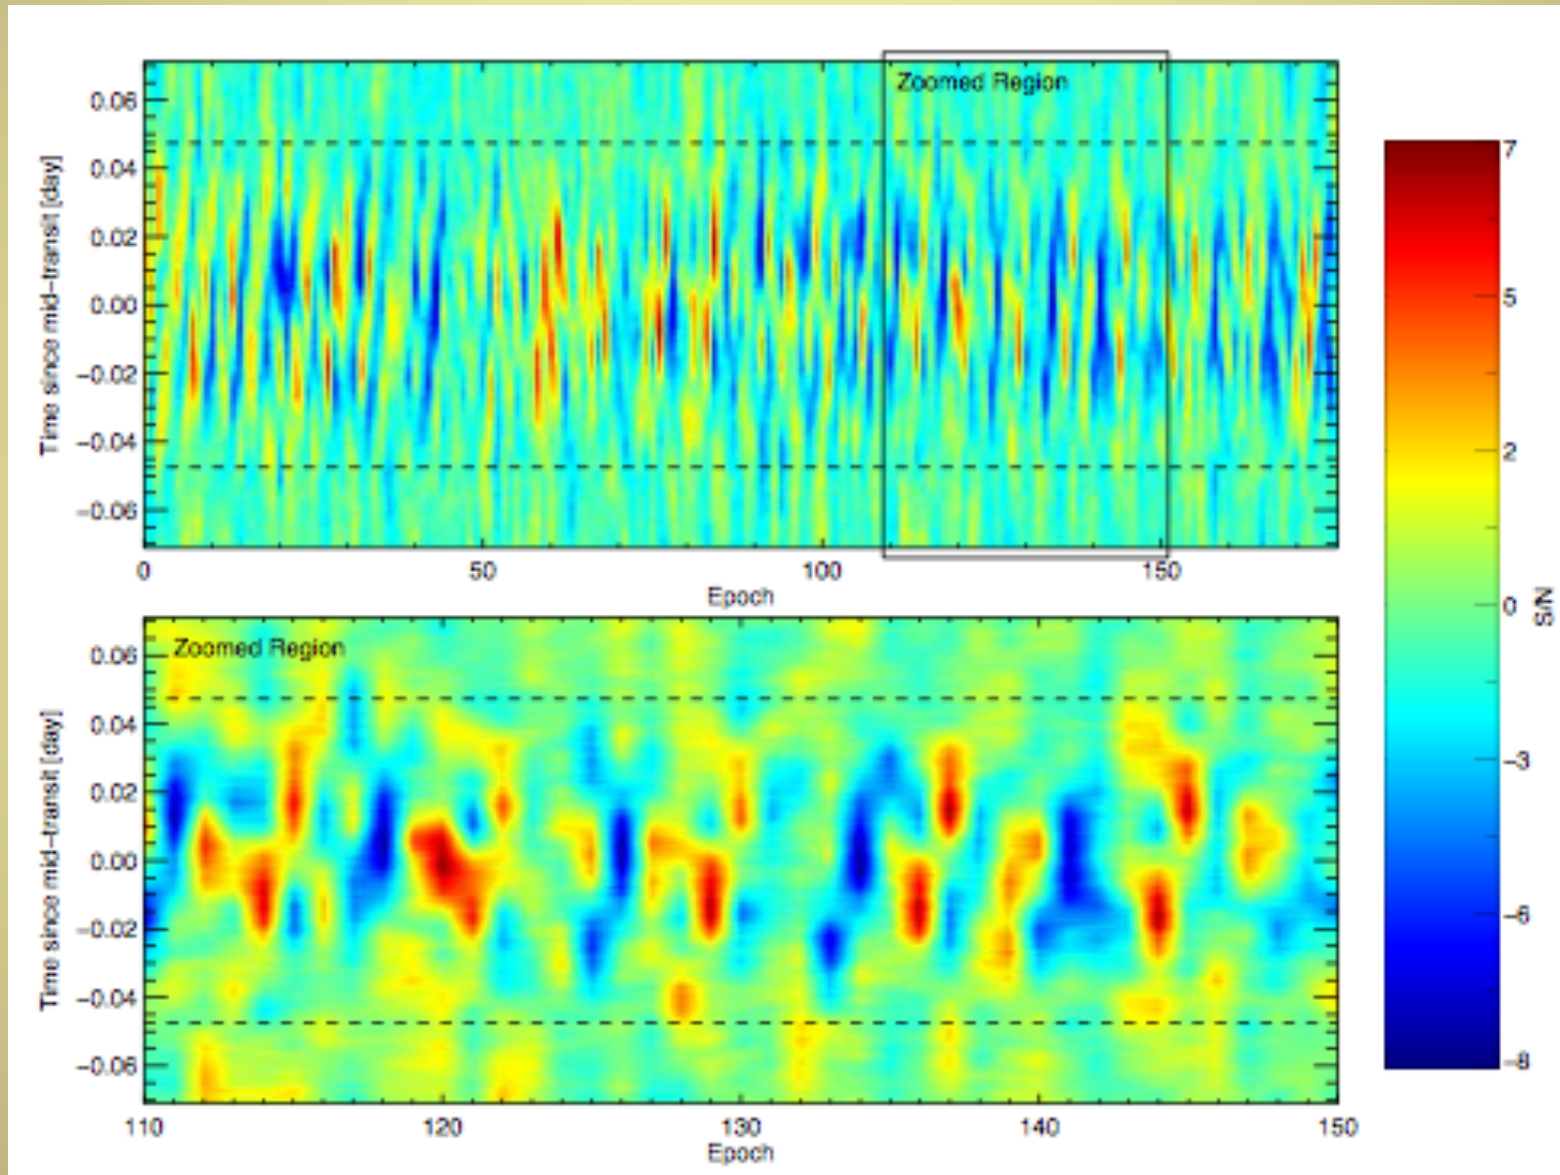 Zoomed Region
0.06
0.04
0.02
0.00
−0.02
−0.04
−0.06
Time since mid−transit [day]
0 50 100 150
Epoch
Zoomed Region
0.06
0.04
0.02
0.00
−0.02
−0.04
−0.06
Time since mid−transit [day]
110 120 130 140 150
Epoch
7
5
2
0
−3
−6
−8
S/N